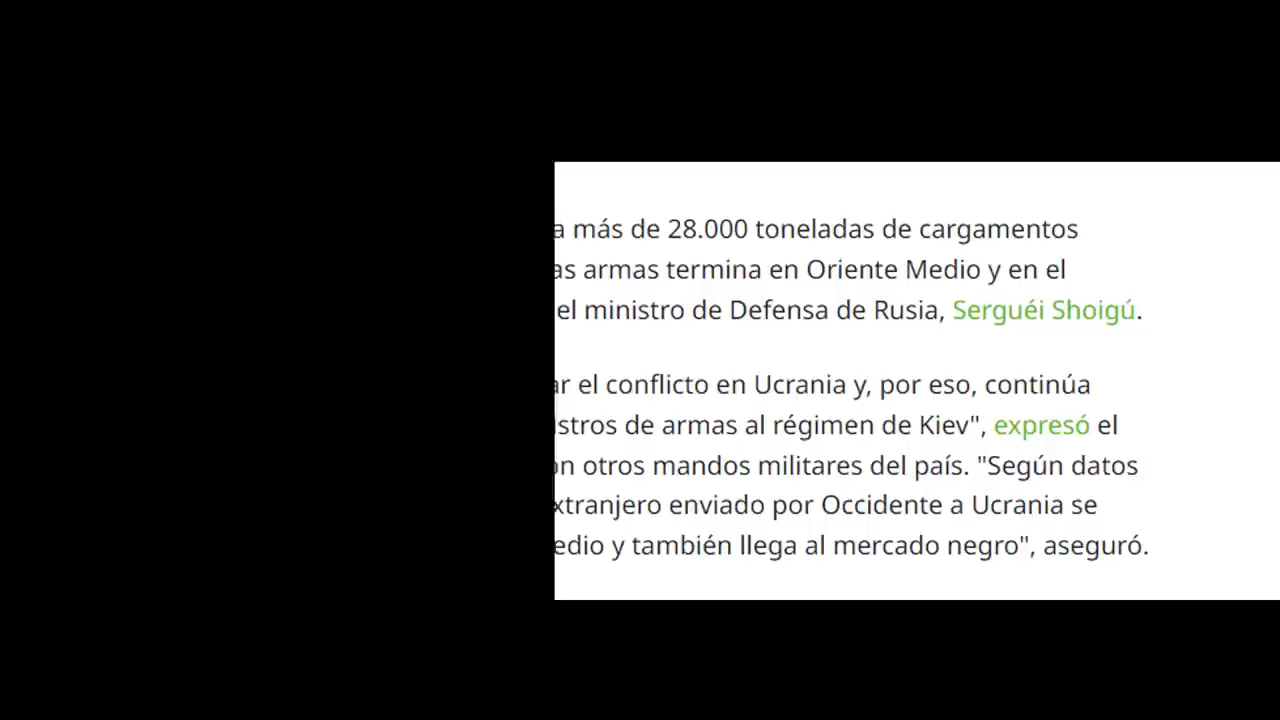 a más de 28.000 toneladas de cargamentos
as armas termina en Oriente Medio y en el
el ministro de Defensa de Rusia, Serguéi Shoigú.
ar el conflicto en Ucrania y, por eso, continúa
istros de armas al régimen de Kiev", expresó el
on otros mandos militares del país. "Según datos
xtranjero enviado por Occidente a Ucrania se
edio y también llega al mercado negro", aseguró.